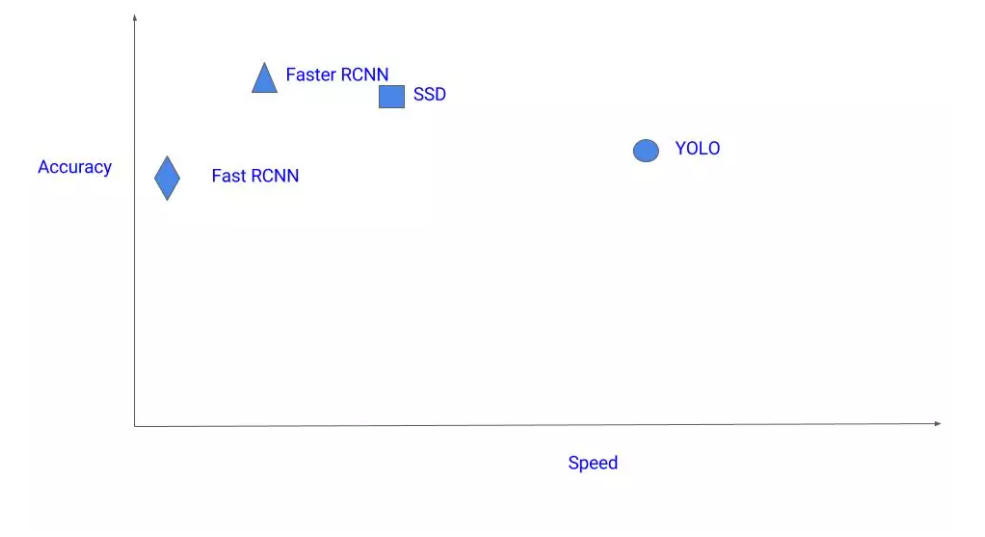 Faster RCNN
SSD
YOLO
Accuracy
Fast RCNN
Speed